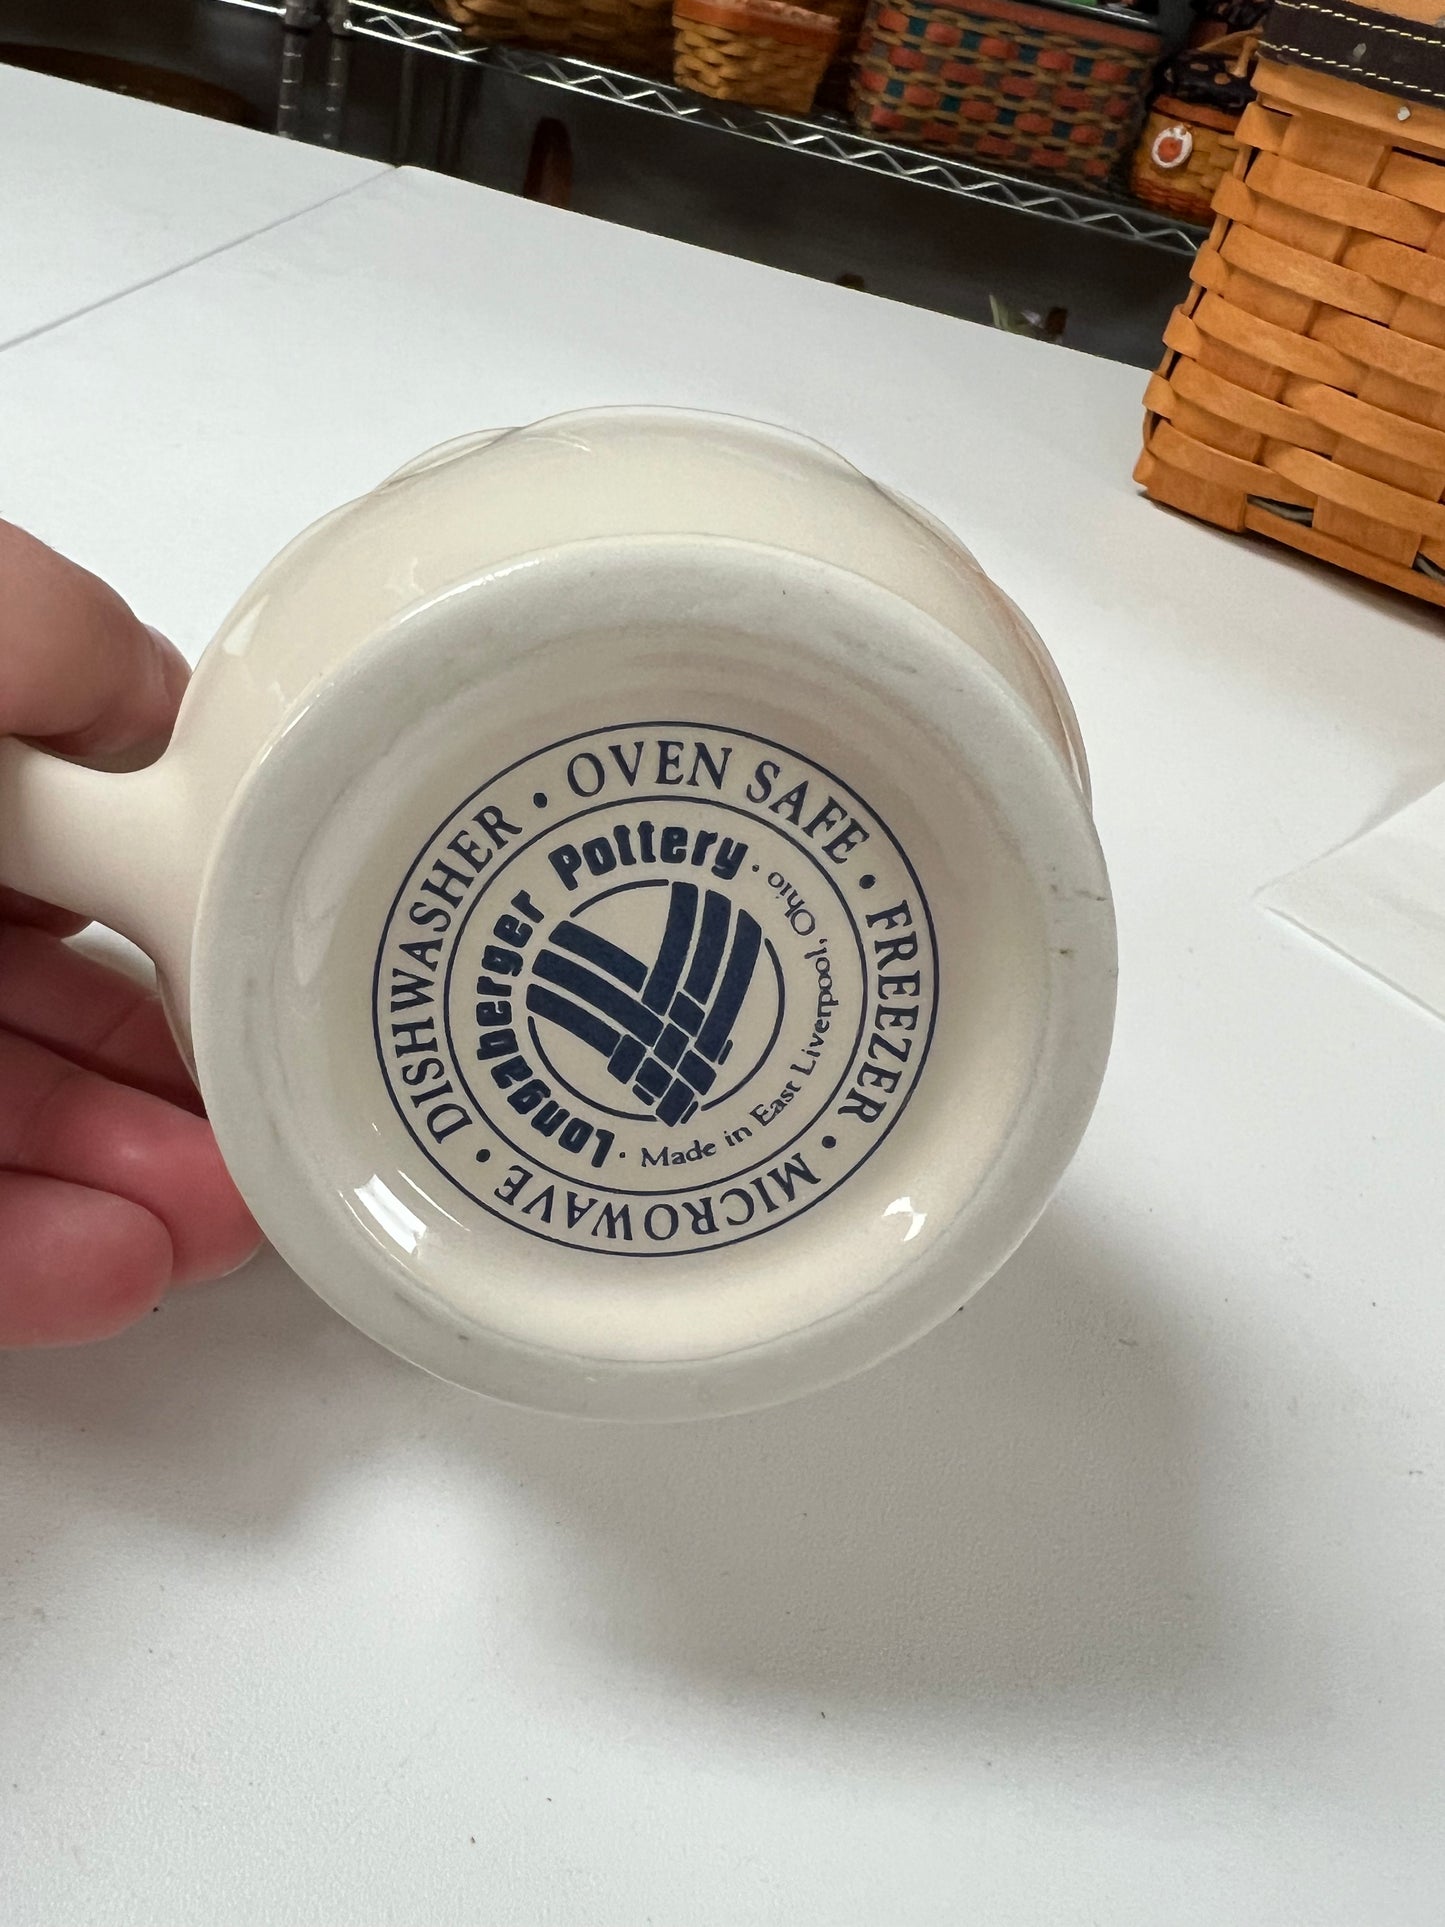 OVEN SAFE • FREEZER • MICROWAVE • DISHWASHER •
Longaberger Pottery •
Made in East Liverpool, Ohio •